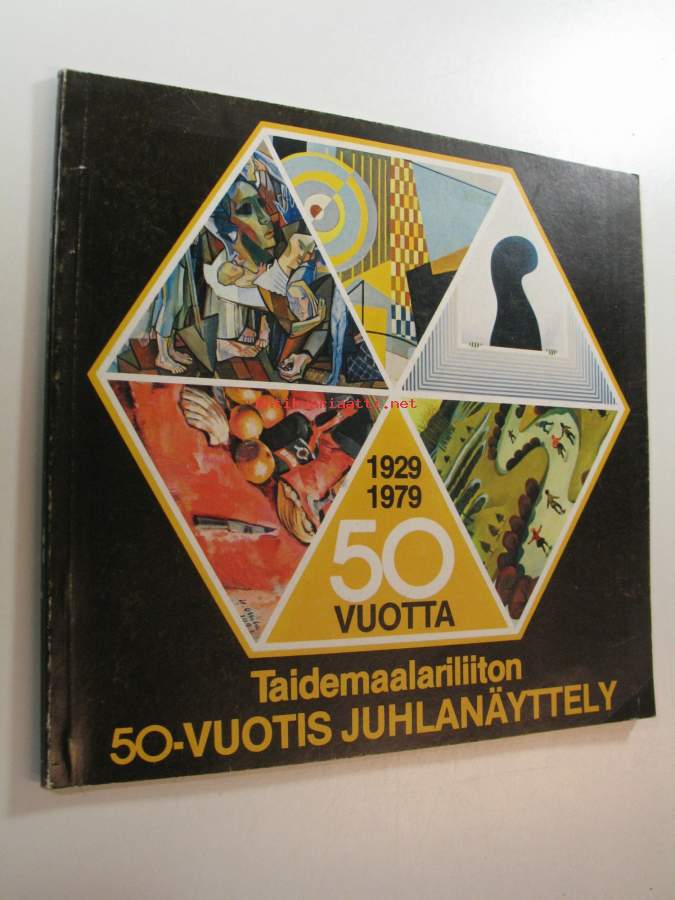 1929
1979
50
VUOTTA
Taidemaalariliiton
50-VUOTIS JUHLANÄYTTELY